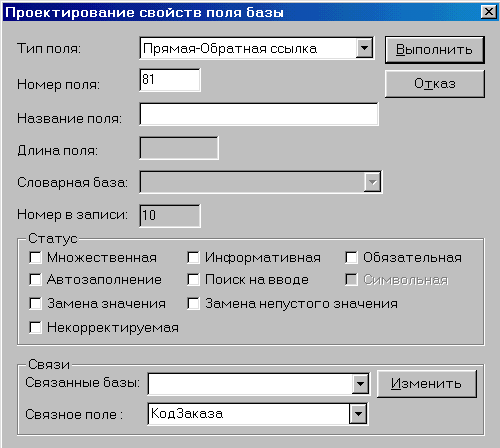 Проектирование свойств поля базы
Тип поля: Прямая-Обратная ссылка Выполнить
Номер поля: 81 Отказ
Название поля:
Длина поля:
Словарная база:
Номер в записи: 10
Статус
Множественная Информативная Обязательная
Автозаполнение Поиск на вводе Символьная
Замена значения Замена непустого значения
Некорректируемая
Связи
Связанные базы: Изменить
Связное поле : КодЗаказа